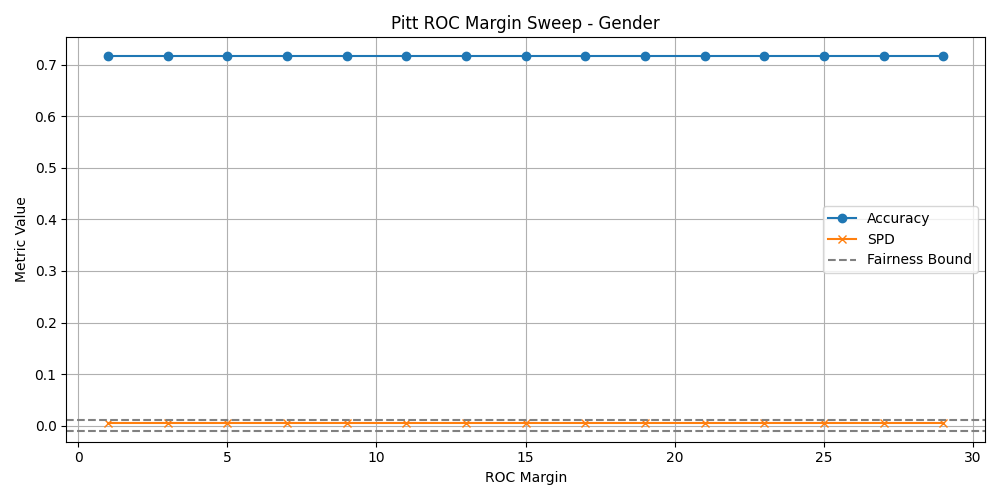 Pitt ROC Margin Sweep - Gender
Metric Value
0.7
0.6
0.5
0.4
0.3
0.2
0.1
0.0
Accuracy
SPD
Fairness Bound
0 5 10 15 20 25 30
ROC Margin